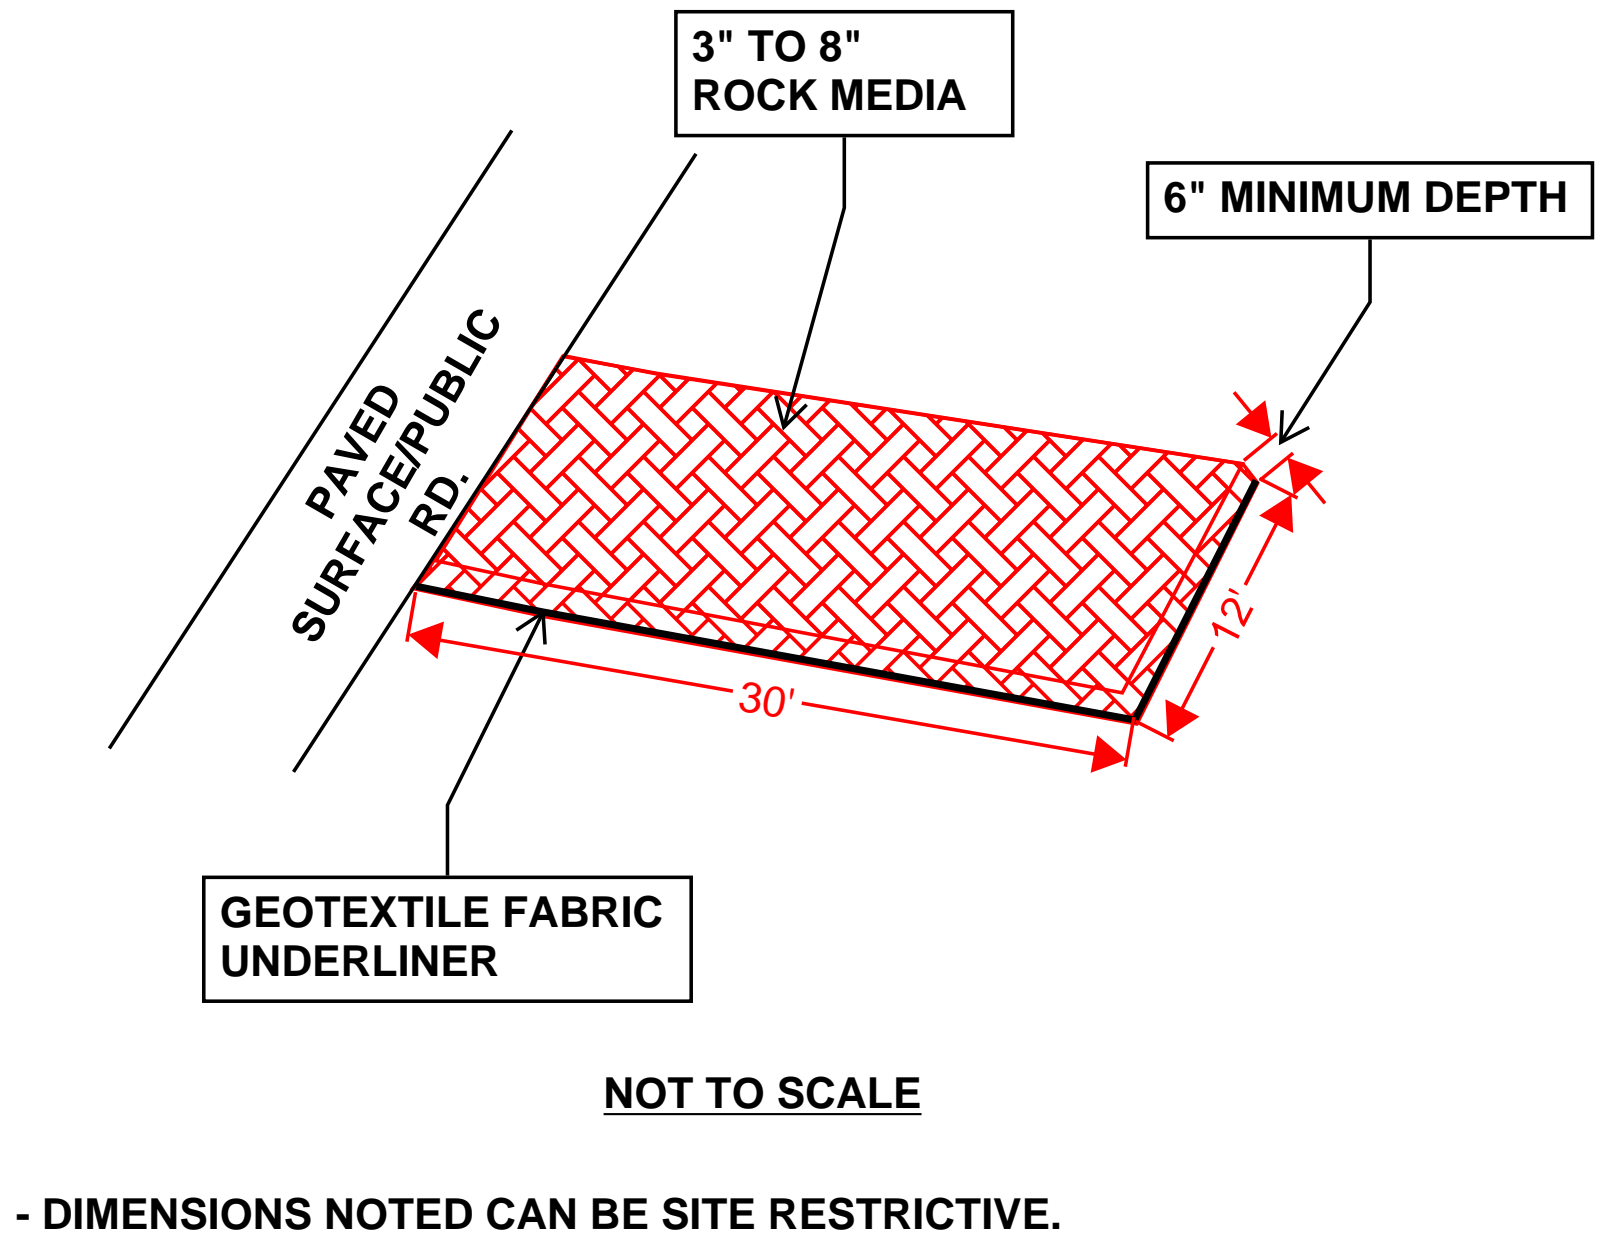 3" TO 8"
ROCK MEDIA
6" MINIMUM DEPTH
PAVED
SURFACE/PUBLIC
RD.
12'
30'
GEOTEXTILE FABRIC
UNDERLINER
NOT TO SCALE
- DIMENSIONS NOTED CAN BE SITE RESTRICTIVE.